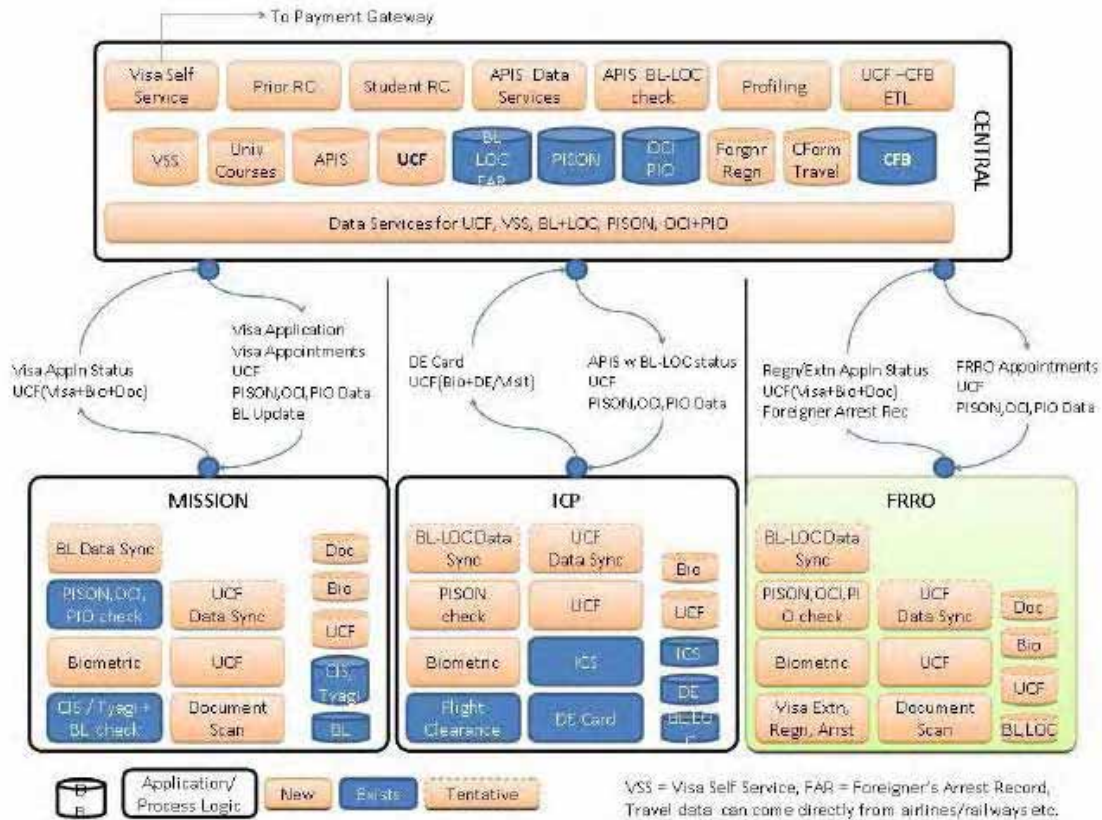 To Payment Gateway
Visa Self
Service
Prior RC
Student RC
APIS Data
Services
APIS BL-LOC
check
Profiling
UCF-CFB
ETL
CENTRAL
VSS
Univ
Courses
APIS
UCF
BL
LOC
FAR
PISON
OCI
PIO
Forgnr
Regn
CForm
Travel
CFB
Data Services for UCF, VSS, BL+LOC, PISON, OCI+PIO
Visa Appln Status
UCF(Visa+Bio+Doc)
Visa Application
Visa Appointments
UCF
PISON,OCI,PIO Data
BL Update
DE Card
UCF(Bio+DE/Visit)
APIS w BL-LOC status
UCF
PISON,OCI,PIO Data
Regn/Extn Appln Status
UCF(Visa+Bio+Doc)
Foreigner Arrest Rec
FRRO Appointments
UCF
PISON,OCI,PIO Data
MISSION
BL Data Sync
PISON,OCI,
PIO check
UCF
Data Sync
Biometric
UCF
CIS / Tyagi +
BL check
Document
Scan
Doc
Bio
UCF
CIS/
Tyagi
BL
ICP
BL-LOC Data
Sync
UCF
Data Sync
PISON
check
UCF
Biometric
ICS
Flight
Clearance
DE Card
Bio
UCF
ICS
DE
BL,LO
C
FRRO
BL-LOC Data
Sync
PISON,OCI,PI
O check
UCF
Data Sync
Biometric
UCF
Visa Extn,
Regn, Arrst
Document
Scan
Doc
Bio
UCF
BL,LOC
D
B
Application/
Process Logic
New
Exists
Tentative
VSS = Visa Self Service, FAR = Foreigner's Arrest Record,
Travel data can come directly from airlines/railways etc.